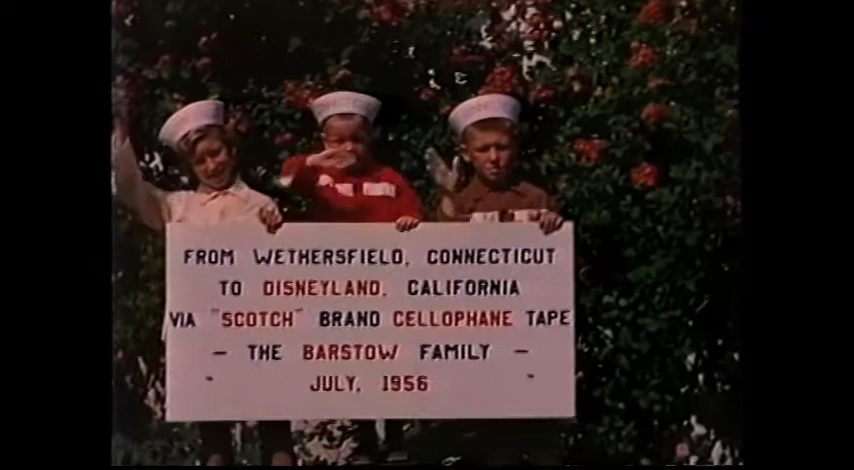 FROM WETHERSFIELD, CONNECTICUT
TO DISNEYLAND, CALIFORNIA
VIA "SCOTCH" BRAND CELLOPHANE TAPE
- THE BARSTOW FAMILY -
- JULY, 1956 -